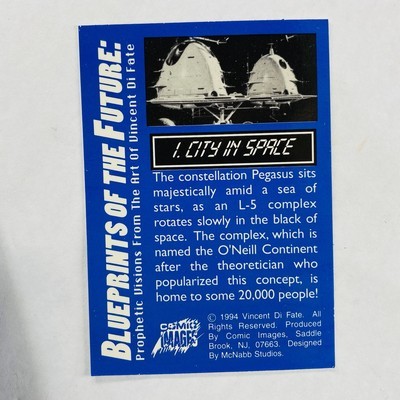 BLUEPRINTS OF THE FUTURE:
Prophetic Visions From The Art Of Vincent Di Fate
1. CITY IN SPACE
The constellation Pegasus sits
majestically amid a sea of
stars, as an L-5 complex
rotates slowly in the black of
space. The complex, which is
named the O'Neill Continent
after the theoretician who
popularized this concept, is
home to some 20,000 people!
COMIC
IMAGES
© 1994 Vincent Di Fate. All
Rights Reserved. Produced
By Comic Images, Saddle
Brook, NJ, 07663. Designed
By McNabb Studios.